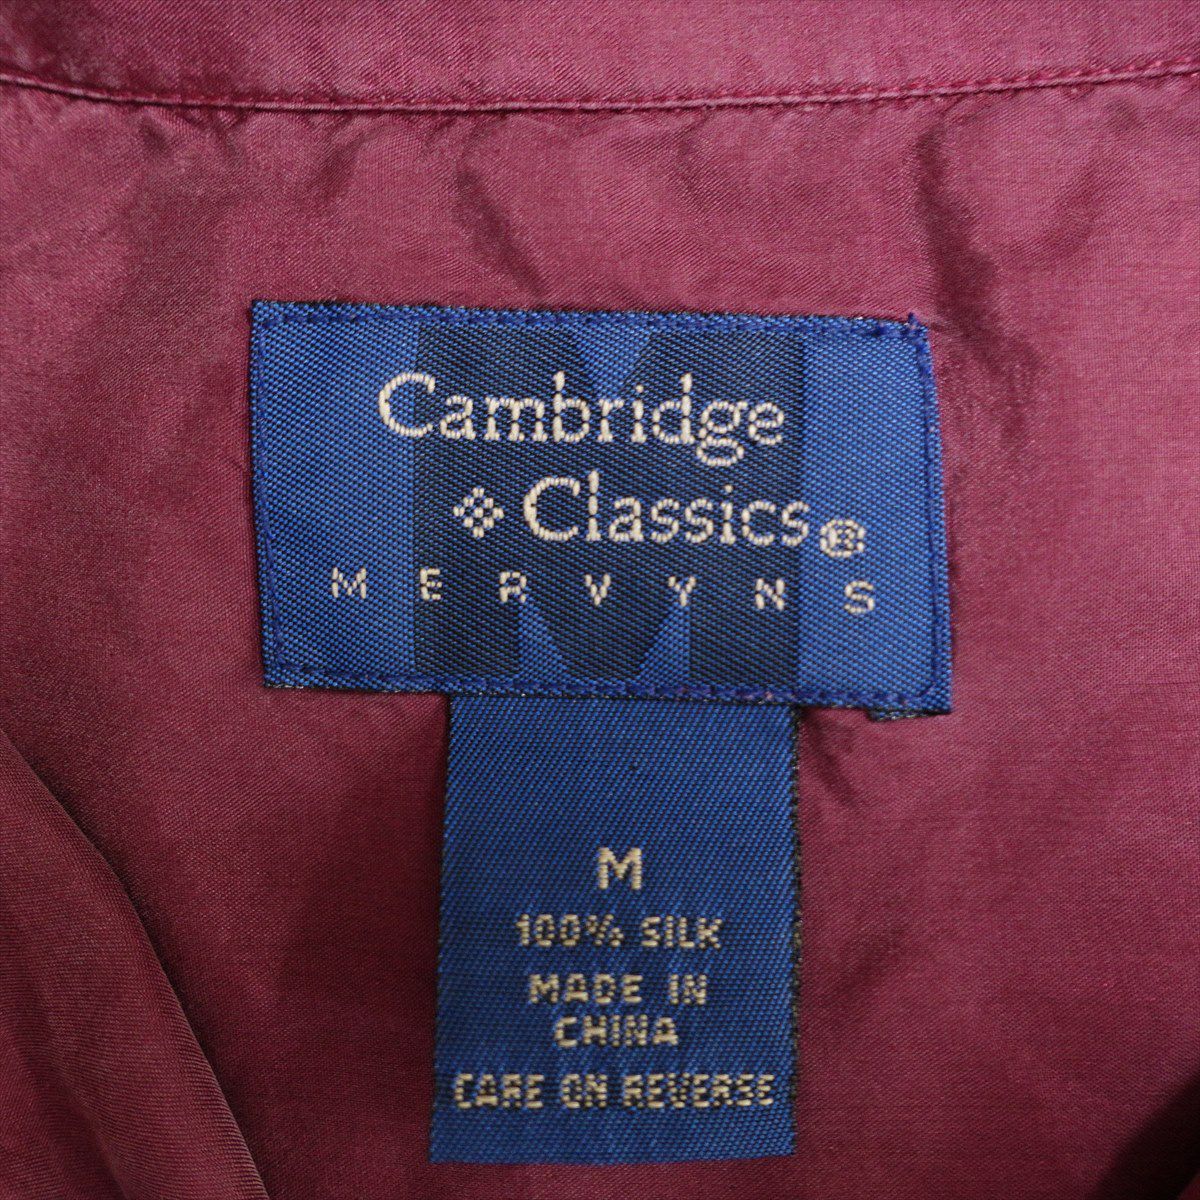 Cambridge
Classics®
MERVYNS
M
100% SILK
MADE IN
CHINA
CARE ON REVERSE